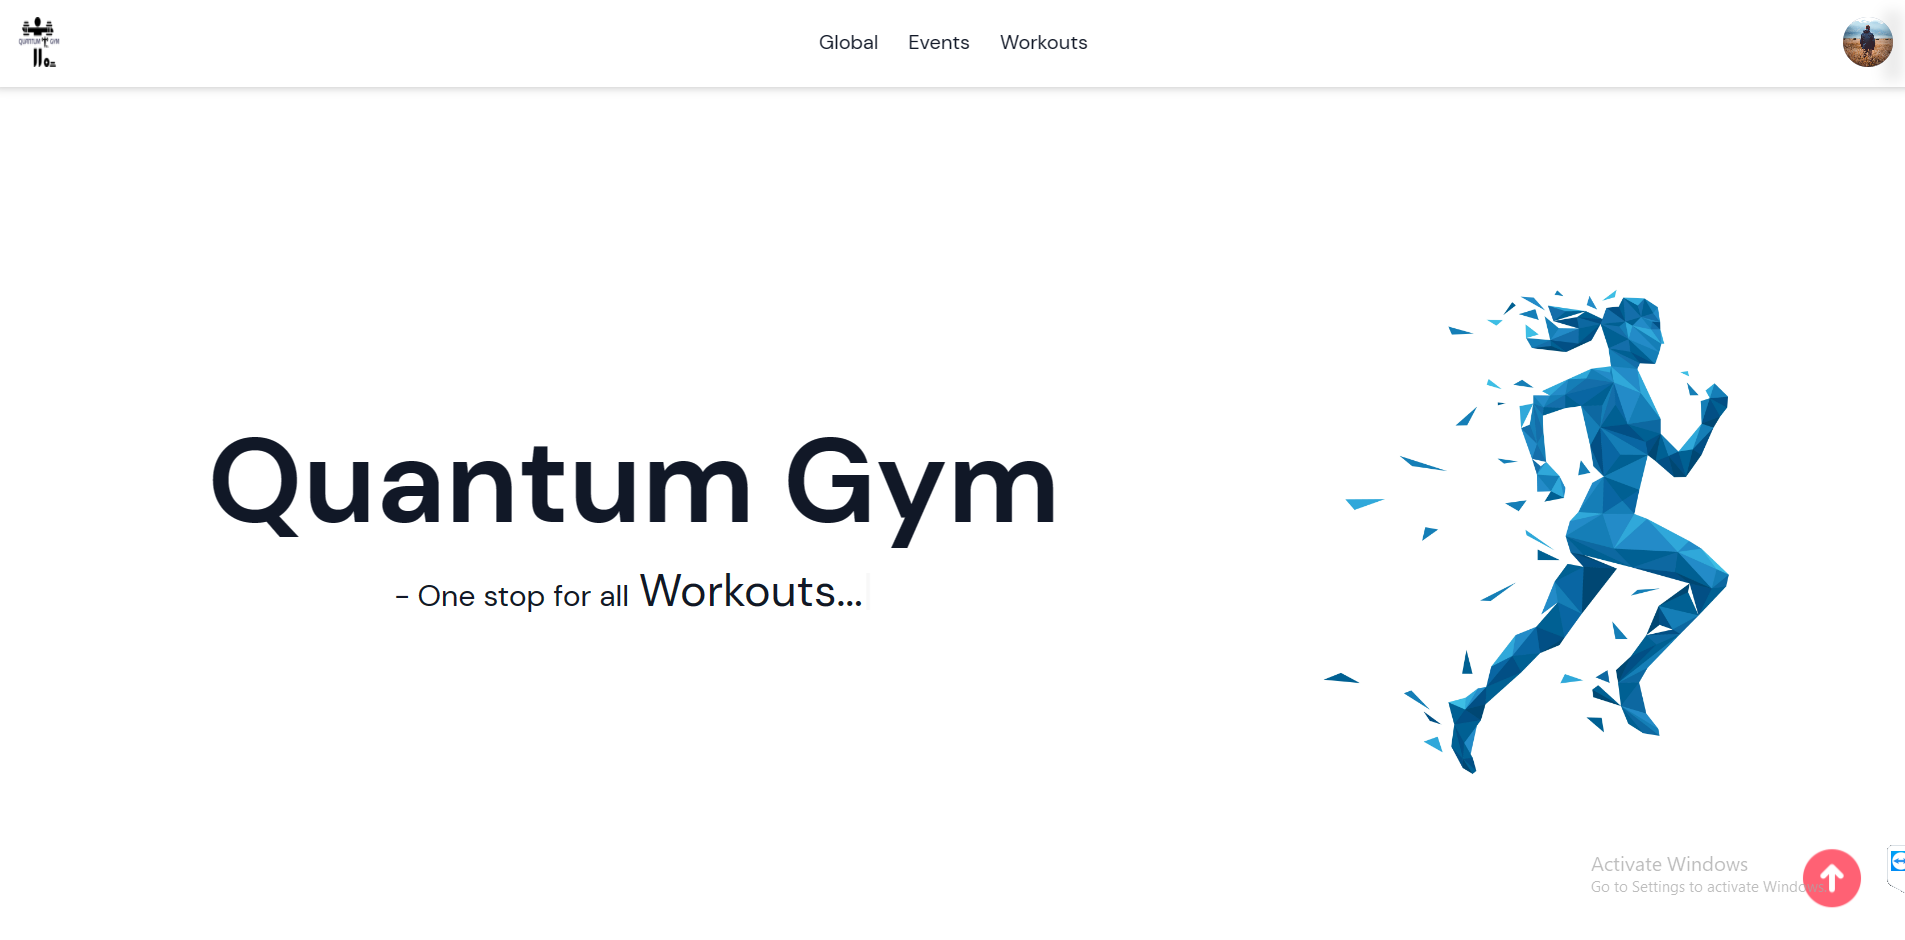 QUANTUM GYM
Global Events Workouts
Quantum Gym
- One stop for all Workouts...
Activate Windows
Go to Settings to activate Windows.